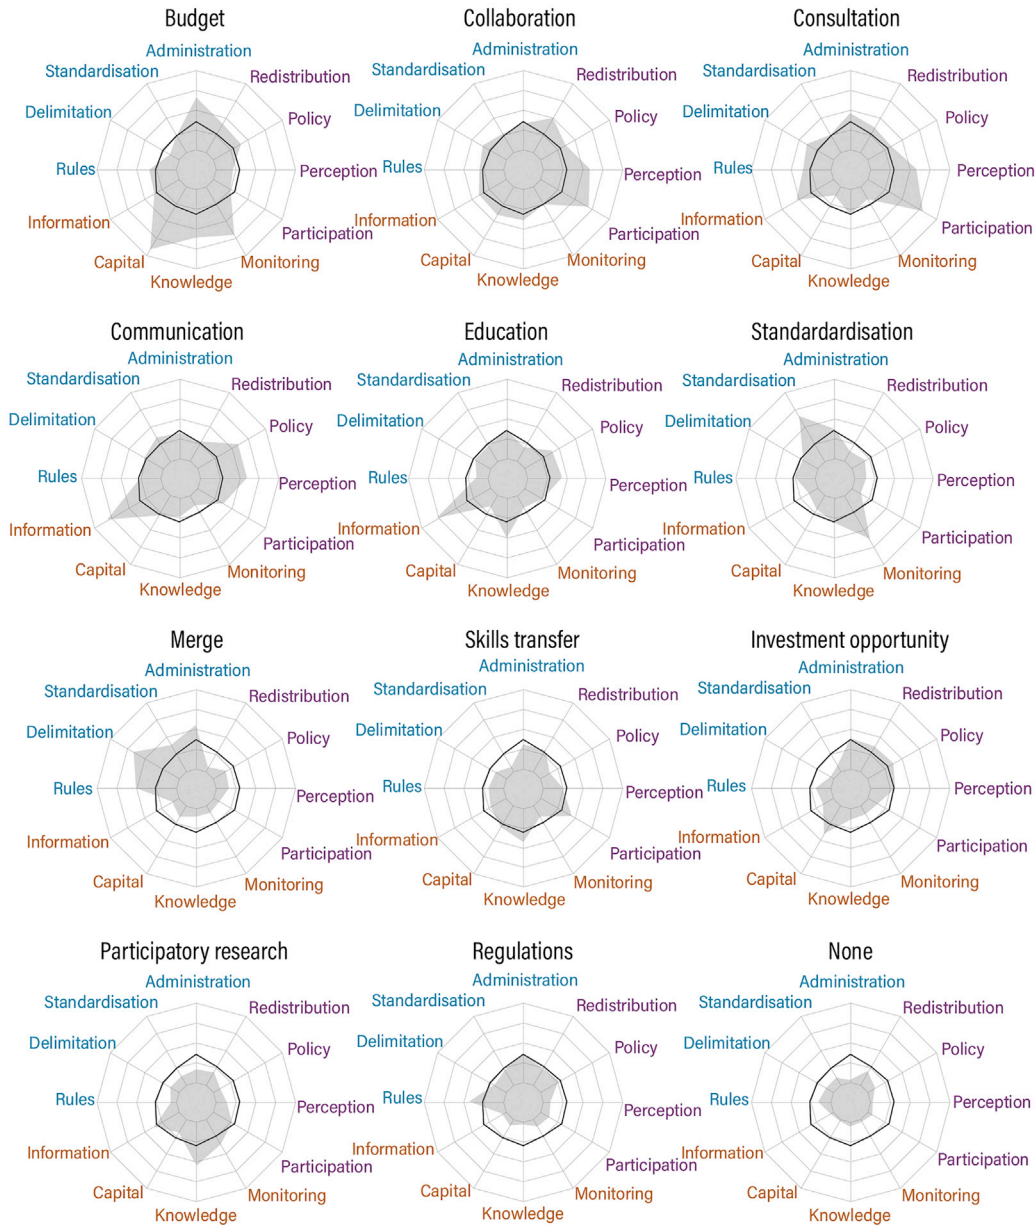 Budget
Administration
Redistribution
Policy
Perception
Participation
Monitoring
Knowledge
Capital
Information
Rules
Delimitation
Standardisation
Collaboration
Administration
Redistribution
Policy
Perception
Participation
Monitoring
Knowledge
Capital
Information
Rules
Delimitation
Standardisation
Consultation
Administration
Redistribution
Policy
Perception
Participation
Monitoring
Knowledge
Capital
Information
Rules
Delimitation
Standardisation
Communication
Administration
Redistribution
Policy
Perception
Participation
Monitoring
Knowledge
Capital
Information
Rules
Delimitation
Standardisation
Education
Administration
Redistribution
Policy
Perception
Participation
Monitoring
Knowledge
Capital
Information
Rules
Delimitation
Standardisation
Standardardisation
Administration
Redistribution
Policy
Perception
Participation
Monitoring
Knowledge
Capital
Information
Rules
Delimitation
Standardisation
Merge
Administration
Redistribution
Policy
Perception
Participation
Monitoring
Knowledge
Capital
Information
Rules
Delimitation
Standardisation
Skills transfer
Administration
Redistribution
Policy
Perception
Participation
Monitoring
Knowledge
Capital
Information
Rules
Delimitation
Standardisation
Investment opportunity
Administration
Redistribution
Policy
Perception
Participation
Monitoring
Knowledge
Capital
Information
Rules
Delimitation
Standardisation
Participatory research
Administration
Redistribution
Policy
Perception
Participation
Monitoring
Knowledge
Capital
Information
Rules
Delimitation
Standardisation
Regulations
Administration
Redistribution
Policy
Perception
Participation
Monitoring
Knowledge
Capital
Information
Rules
Delimitation
Standardisation
None
Administration
Redistribution
Policy
Perception
Participation
Monitoring
Knowledge
Capital
Information
Rules
Delimitation
Standardisation